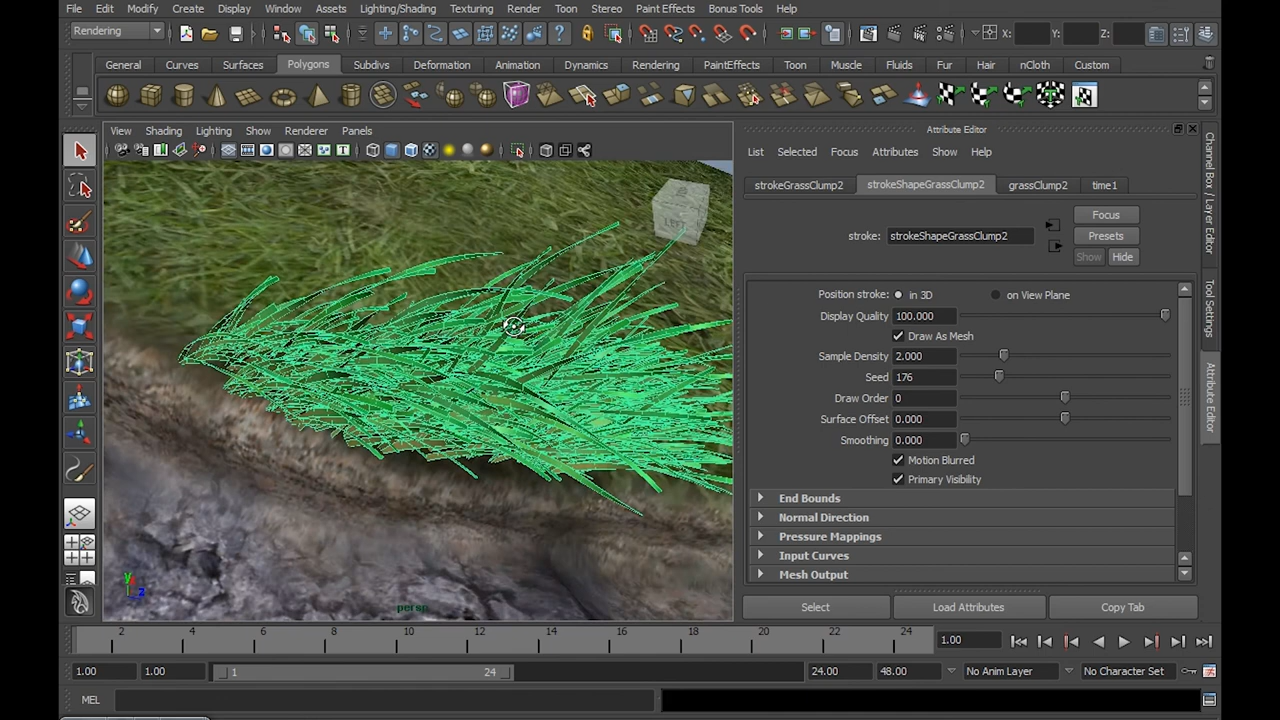 File Edit Modify Create Display Window Assets Lighting/Shading Texturing Render Toon Stereo Paint Effects Bonus Tools Help
Rendering X: Y: Z:
General Curves Surfaces Polygons Subdivs Deformation Animation Dynamics Rendering PaintEffects Toon Muscle Fluids Fur Hair nCloth Custom
View Shading Lighting Show Renderer Panels
Attribute Editor
List Selected Focus Attributes Show Help
strokeGrassClump2 strokeShapeGrassClump2 grassClump2 time1
Focus
stroke: strokeShapeGrassClump2 Presets
Show Hide
Channel Box / Layer Editor
Tool Settings
Attribute Editor
Position stroke: in 3D on View Plane
Display Quality 100.000
Draw As Mesh
Sample Density 2.000
Seed 176
Draw Order 0
Surface Offset 0.000
Smoothing 0.000
Motion Blurred
Primary Visibility
End Bounds
Normal Direction
Pressure Mappings
Input Curves
Mesh Output
Select Load Attributes Copy Tab
LEFT
y
z
persp
2 4 6 8 10 12 14 16 18 20 22 24 1.00
1.00 1.00 1 24 24.00 48.00 No Anim Layer No Character Set
MEL